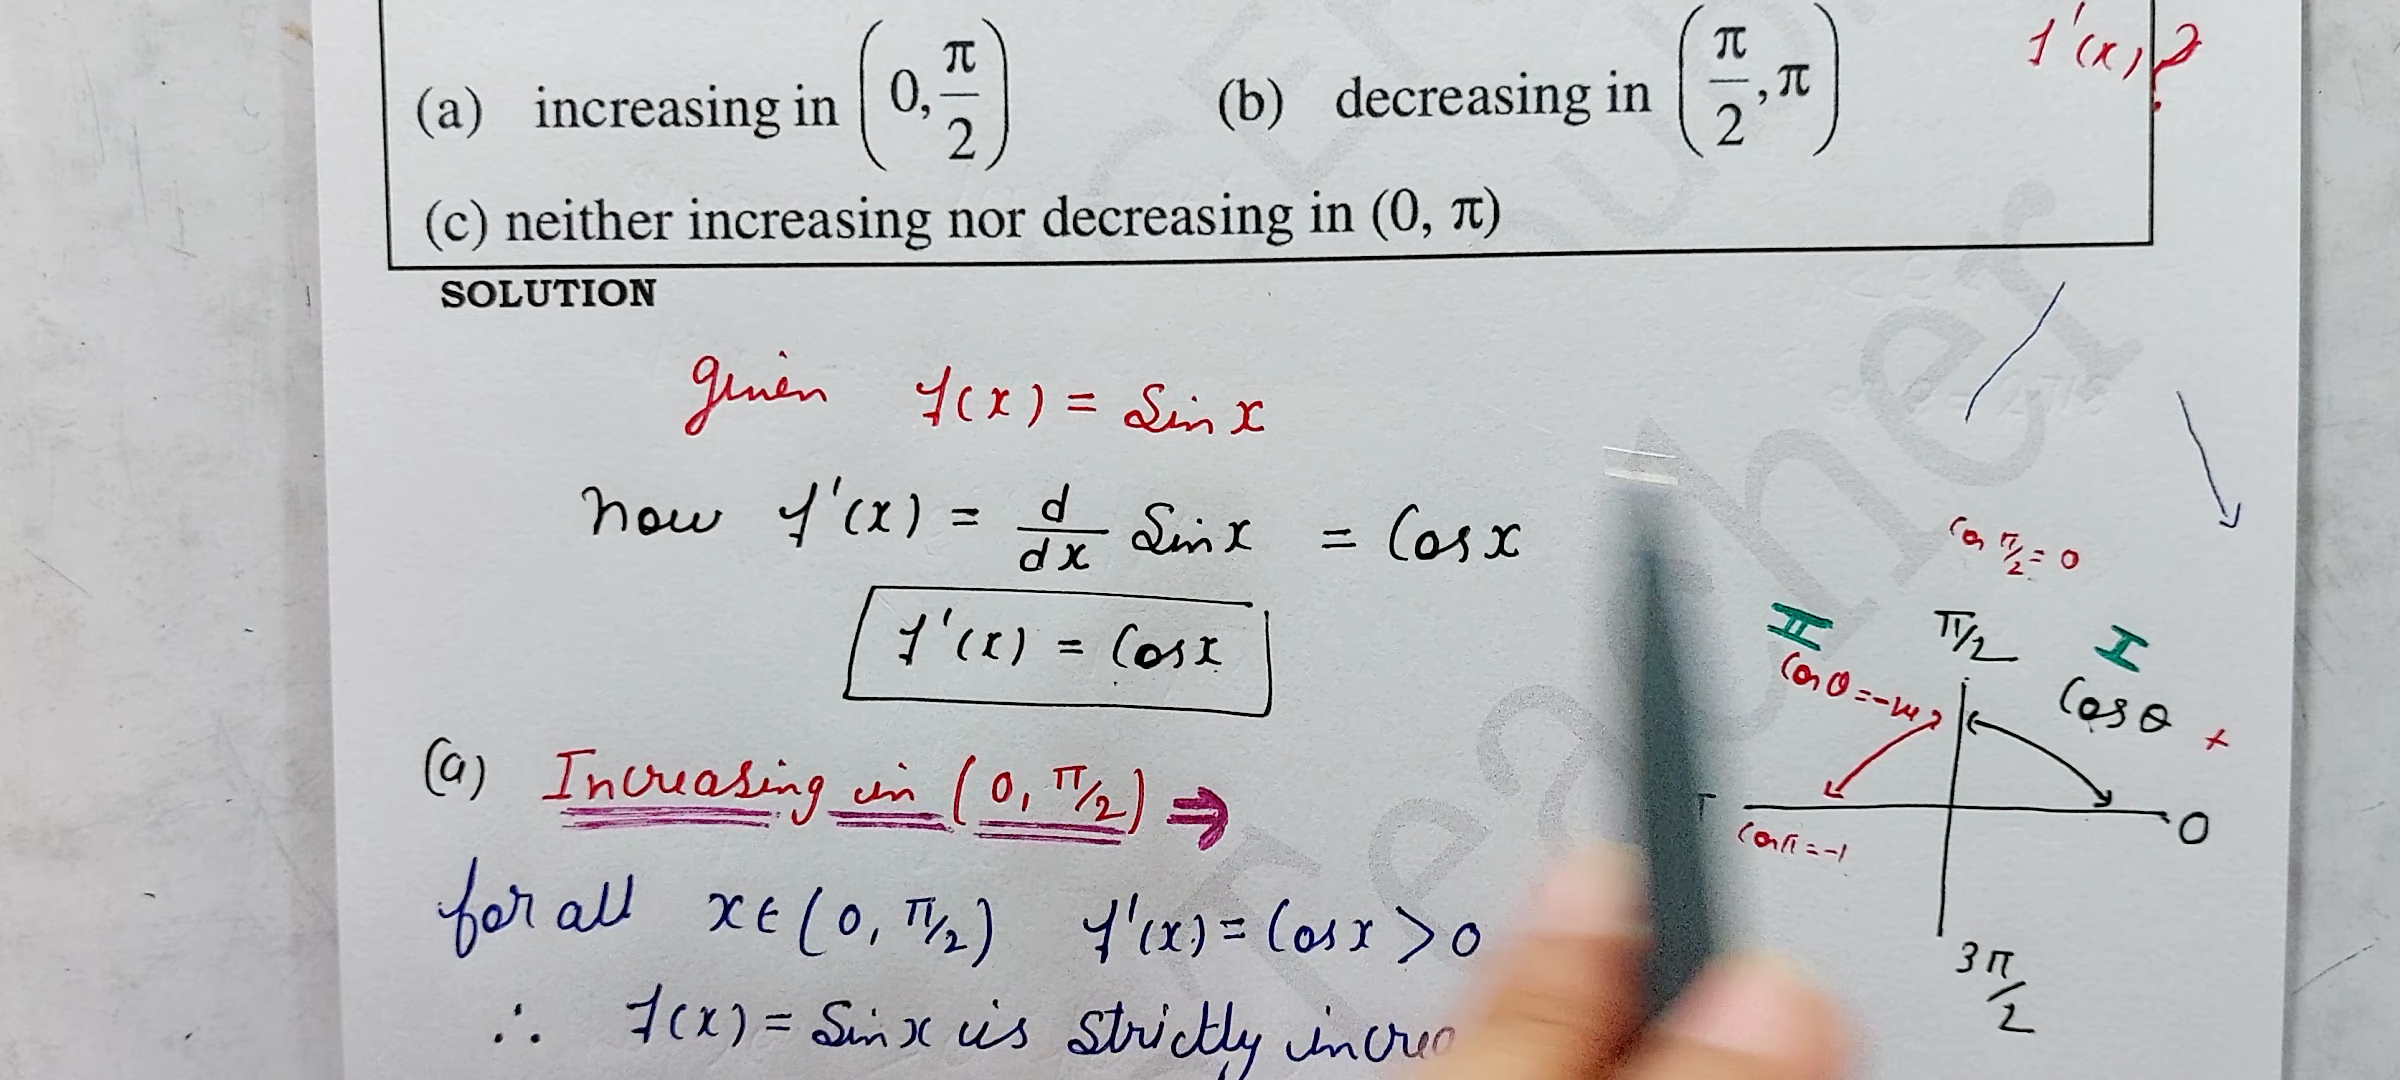 (a) increasing in (0, π/2) (b) decreasing in (π/2, π) f'(x) ?
(c) neither increasing nor decreasing in (0, π)
SOLUTION
Given f(x) = Sin x
Now f'(x) = d/dx Sin x = Cos x
f'(x) = Cos x
Cos π/2 = 0
II π/2 I
Cos θ = -ve Cos θ +
0
Cos π = -1
3π/2
(a) Increasing in (0, π/2) ⇒
for all x ∈ (0, π/2) f'(x) = Cos x > 0
∴ f(x) = Sin x is strictly